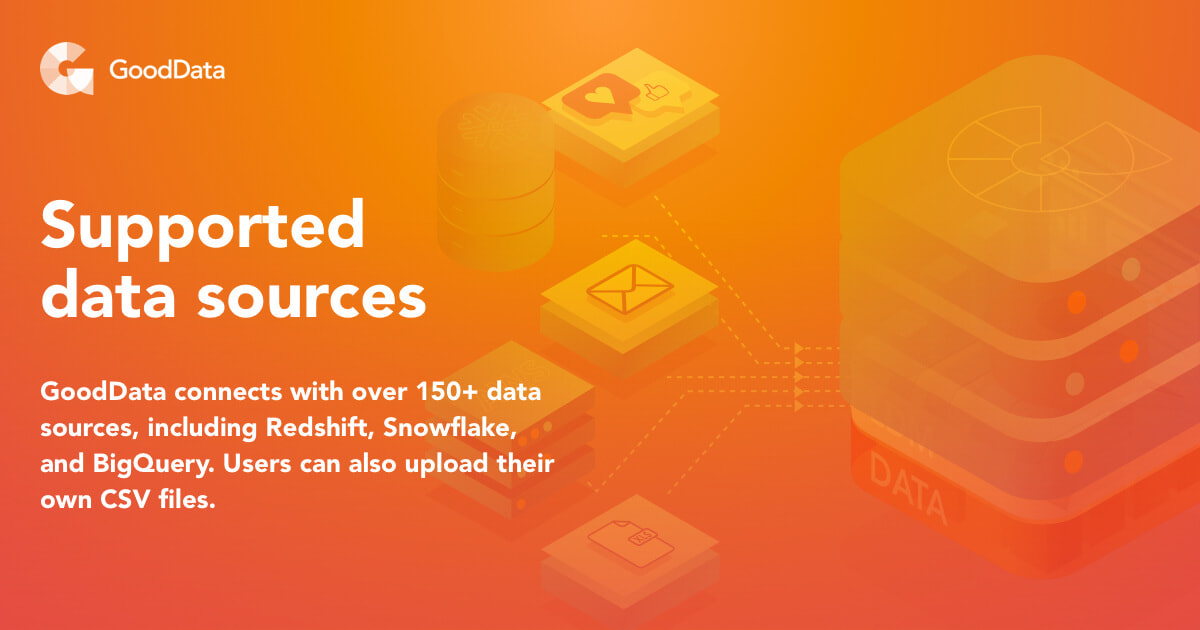 GoodData
Supported
data sources
GoodData connects with over 150+ data
sources, including Redshift, Snowflake,
and BigQuery. Users can also upload their
own CSV files.
XLS
DATA